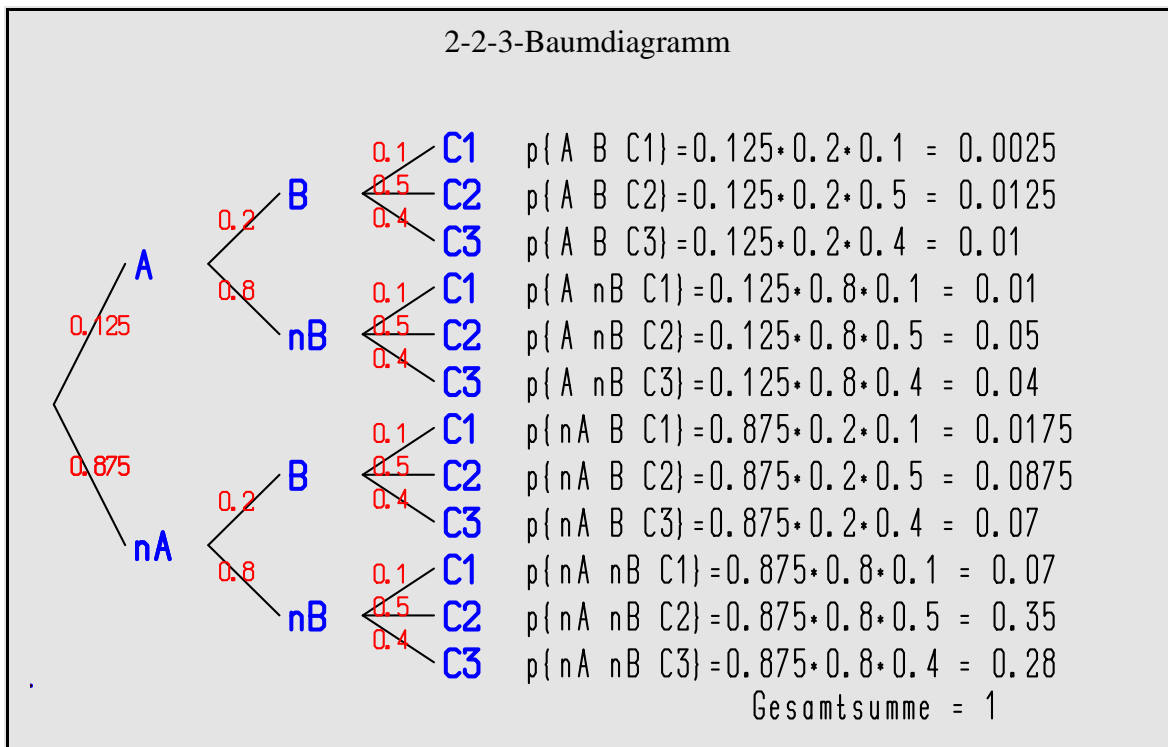 2-2-3-Baumdiagramm
0.1 C1 p{ A B C1}=0.125*0.2*0.1 = 0.0025
B 0.5 C2 p{ A B C2}=0.125*0.2*0.5 = 0.0125
0.2 0.4 C3 p{ A B C3}=0.125*0.2*0.4 = 0.01
A
0.8 0.1 C1 p{ A nB C1}=0.125*0.8*0.1 = 0.01
0.125 nB 0.5 C2 p{ A nB C2}=0.125*0.8*0.5 = 0.05
0.4 C3 p{ A nB C3}=0.125*0.8*0.4 = 0.04
0.1 C1 p{nA B C1}=0.875*0.2*0.1 = 0.0175
0.875 B 0.5 C2 p{nA B C2}=0.875*0.2*0.5 = 0.0875
0.2 0.4 C3 p{nA B C3}=0.875*0.2*0.4 = 0.07
nA
0.8 0.1 C1 p{nA nB C1}=0.875*0.8*0.1 = 0.07
nB 0.5 C2 p{nA nB C2}=0.875*0.8*0.5 = 0.35
0.4 C3 p{nA nB C3}=0.875*0.8*0.4 = 0.28
Gesamtsumme = 1